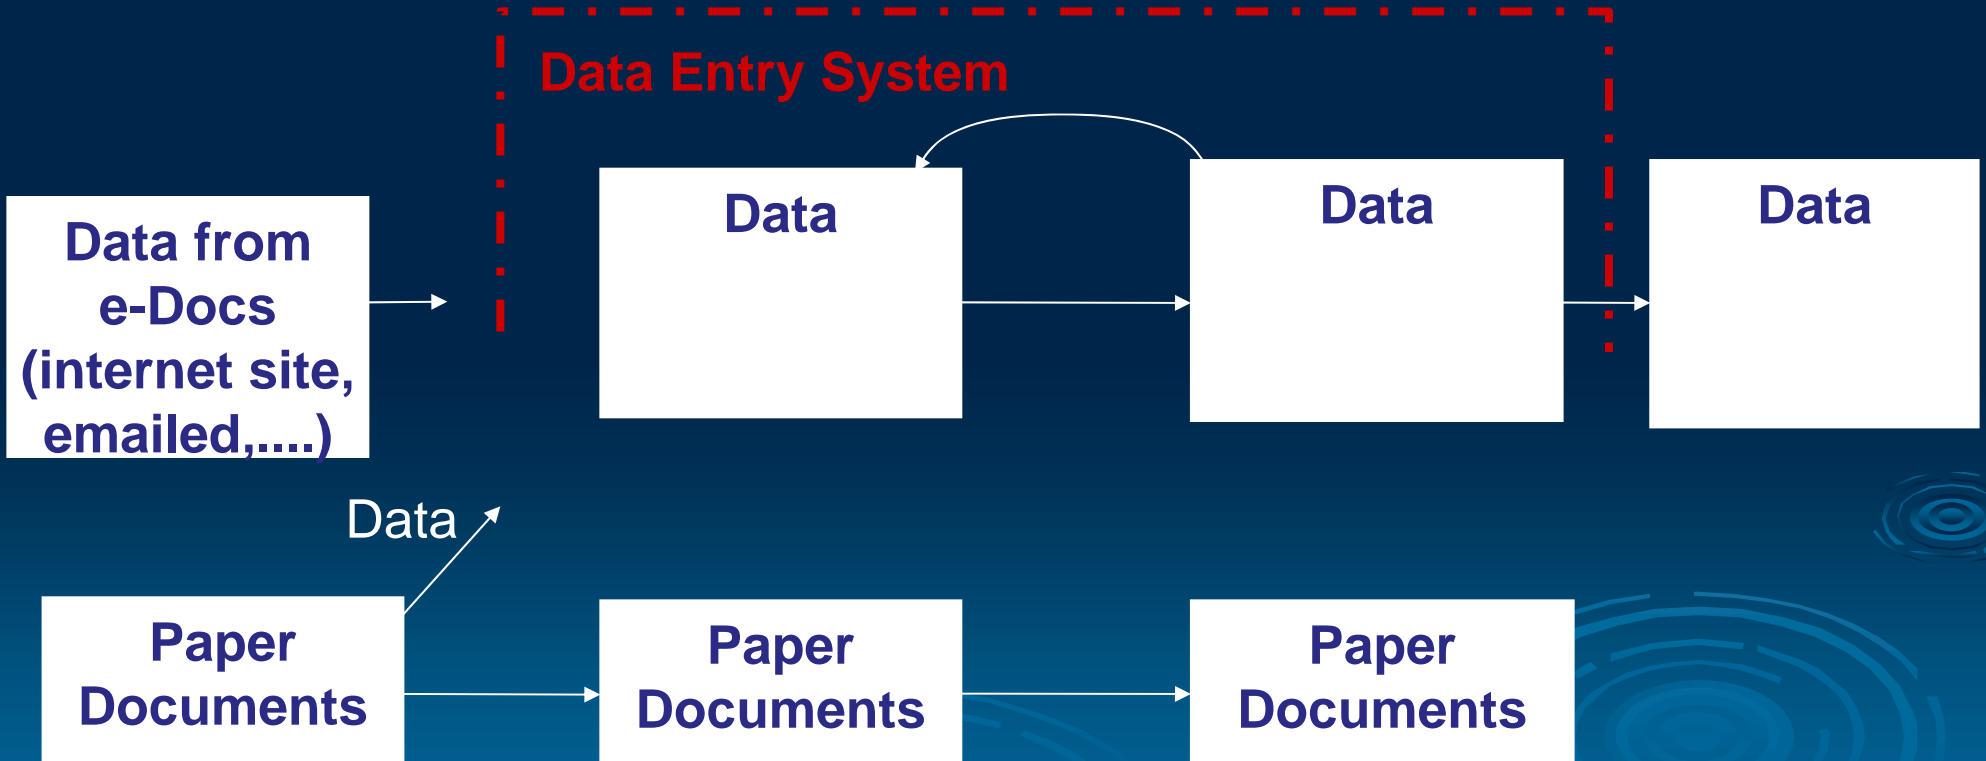 Data Entry System
Data from
e-Docs
(internet site,
emailed,....)
Data
Data
Data
Data
Paper
Documents
Paper
Documents
Paper
Documents